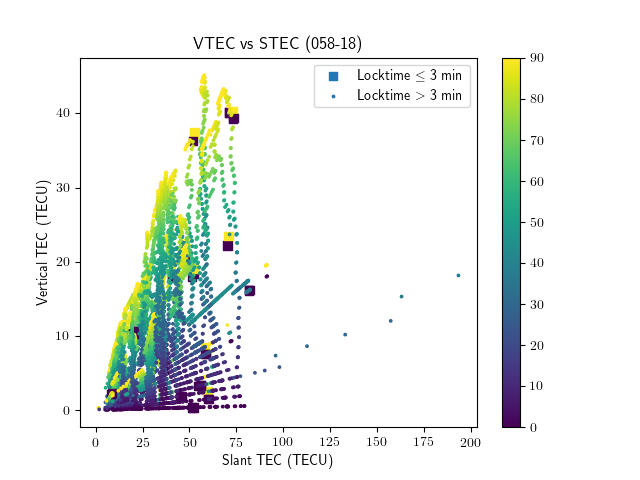 VTEC vs STEC (058-18)
Locktime ≤ 3 min
Locktime > 3 min
90
80
70
60
50
40
30
20
10
0
40
30
20
10
0
Vertical TEC (TECU)
0 25 50 75 100 125 150 175 200
Slant TEC (TECU)